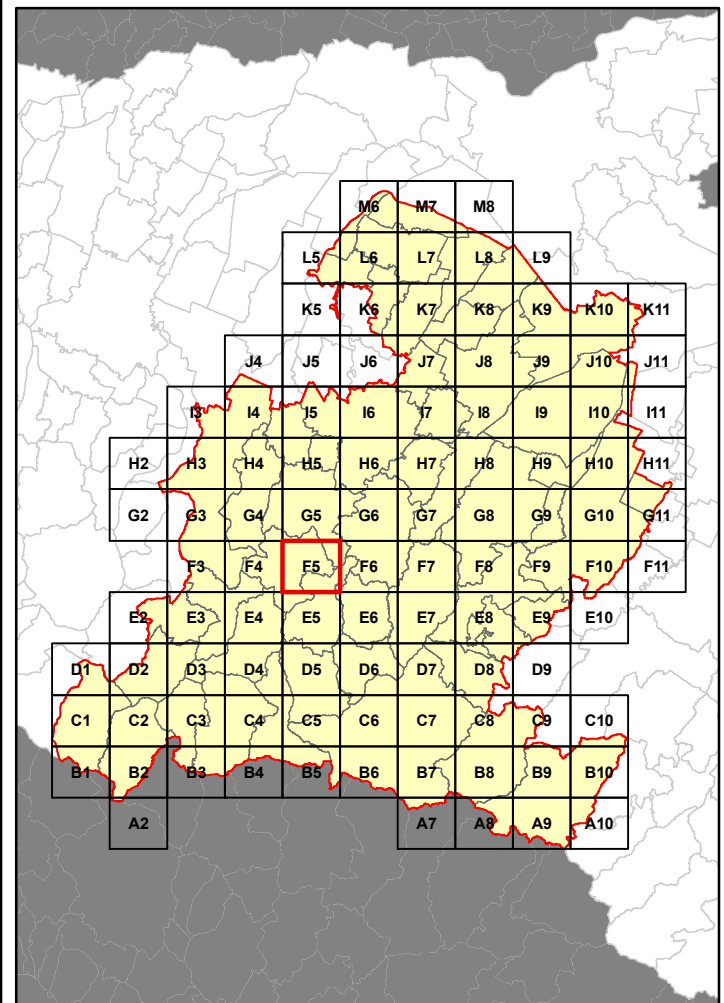 M6 M7 M8
L5 L6 L7 L8 L9
K5 K6 K7 K8 K9 K10 K11
J4 J5 J6 J7 J8 J9 J10 J11
I3 I4 I5 I6 I7 I8 I9 I10 I11
H2 H3 H4 H5 H6 H7 H8 H9 H10 H11
G2 G3 G4 G5 G6 G7 G8 G9 G10 G11
F3 F4 F5 F6 F7 F8 F9 F10 F11
E2 E3 E4 E5 E6 E7 E8 E9 E10
D1 D2 D3 D4 D5 D6 D7 D8 D9
C1 C2 C3 C4 C5 C6 C7 C8 C9 C10
B1 B2 B3 B4 B5 B6 B7 B8 B9 B10
A2 A7 A8 A9 A10